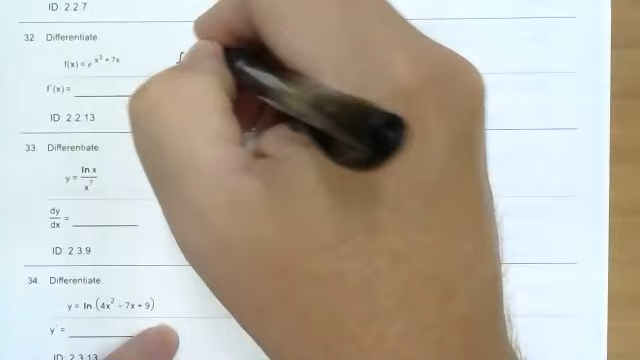 ID: 2.2.7
32 Differentiate.
f(x) = e^x³ + 7x
f'(x) =
ID: 2.2.13
33. Differentiate.
y = ln x / x⁷
dy/dx =
ID: 2.3.9
34 Differentiate.
y = ln (4x² − 7x + 9)
y' =
ID: 2.3.13